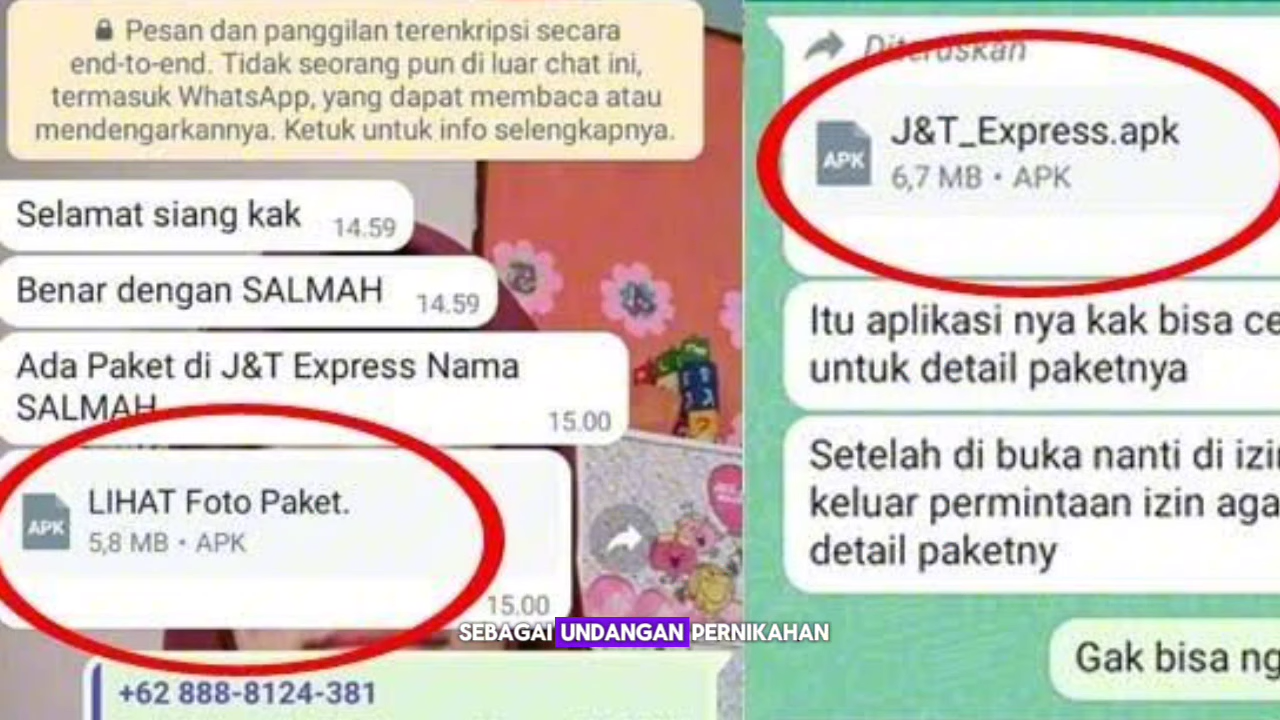 Pesan dan panggilan terenkripsi secara
end-to-end. Tidak seorang pun di luar chat ini,
termasuk WhatsApp, yang dapat membaca atau
mendengarkannya. Ketuk untuk info selengkapnya.
Selamat siang kak 14.59
Benar dengan SALMAH 14.59
Ada Paket di J&T Express Nama
SALMAH 15.00
APK
LIHAT Foto Paket.
5,8 MB • APK
15.00
+62 888-8124-381
Diteruskan
APK
J&T_Express.apk
6,7 MB • APK
Itu aplikasi nya kak bisa ce
untuk detail paketnya
Setelah di buka nanti di izi
keluar permintaan izin aga
detail paketny
Gak bisa ng
SEBAGAI UNDANGAN PERNIKAHAN